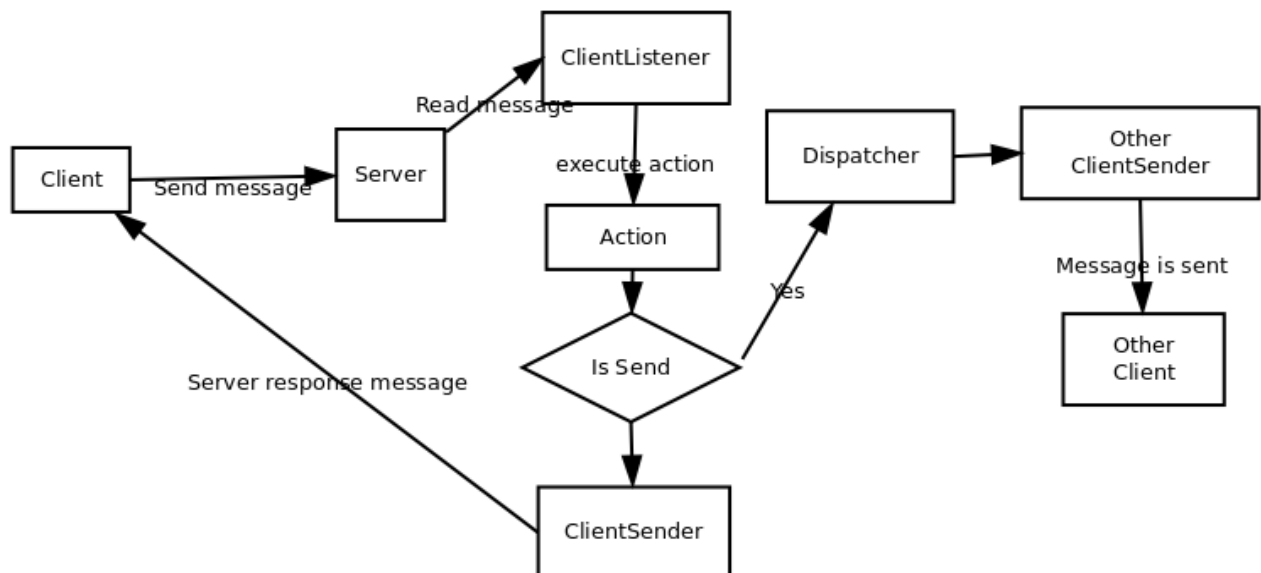 ClientListener
Read message
Other
ClientSender
Dispatcher
execute action
Server
Client
Send message
Action
Message is sent
Yes
Other
Client
Is Send
Server response message
ClientSender